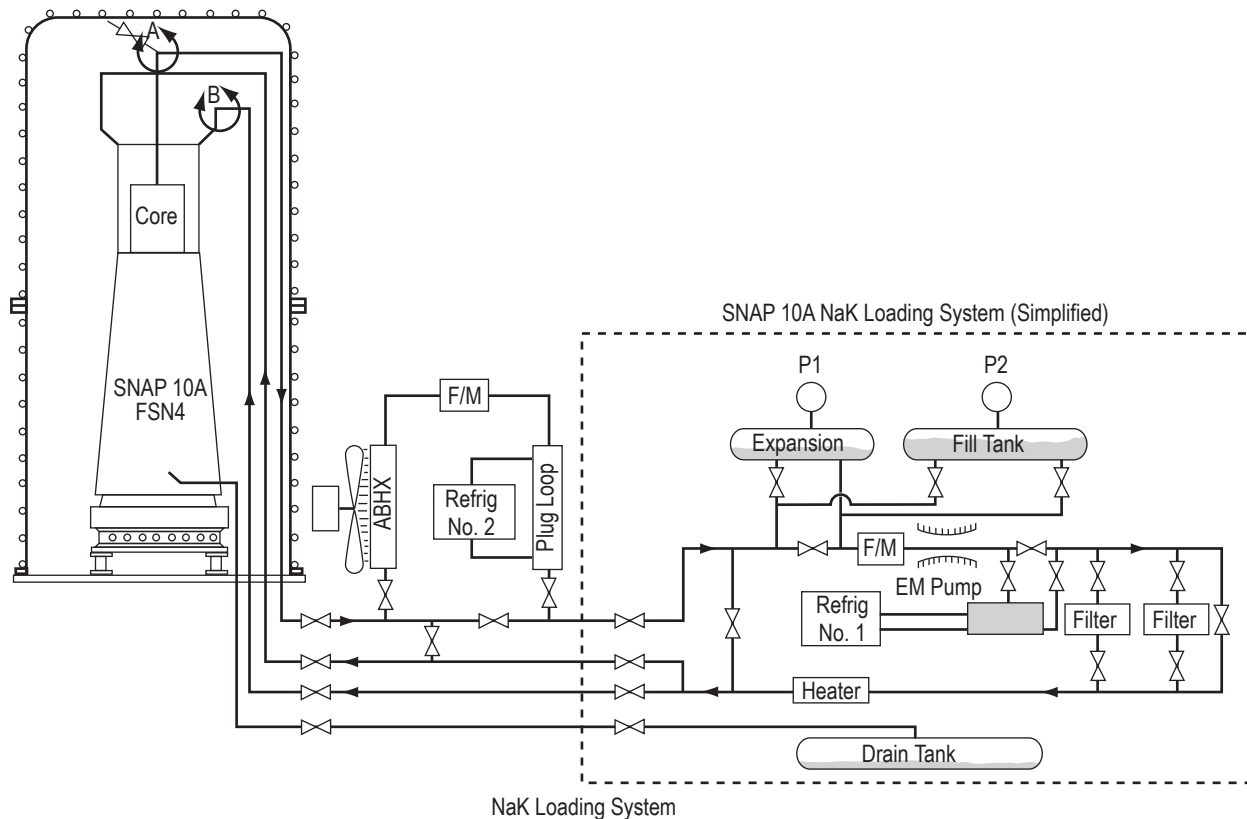 A
B
Core
SNAP 10A
FSN4
F/M
ABHX
Refrig
No. 2
Plug Loop
SNAP 10A NaK Loading System (Simplified)
P1
P2
Expansion
Fill Tank
F/M
EM Pump
Refrig
No. 1
Filter
Filter
Heater
Drain Tank
NaK Loading System